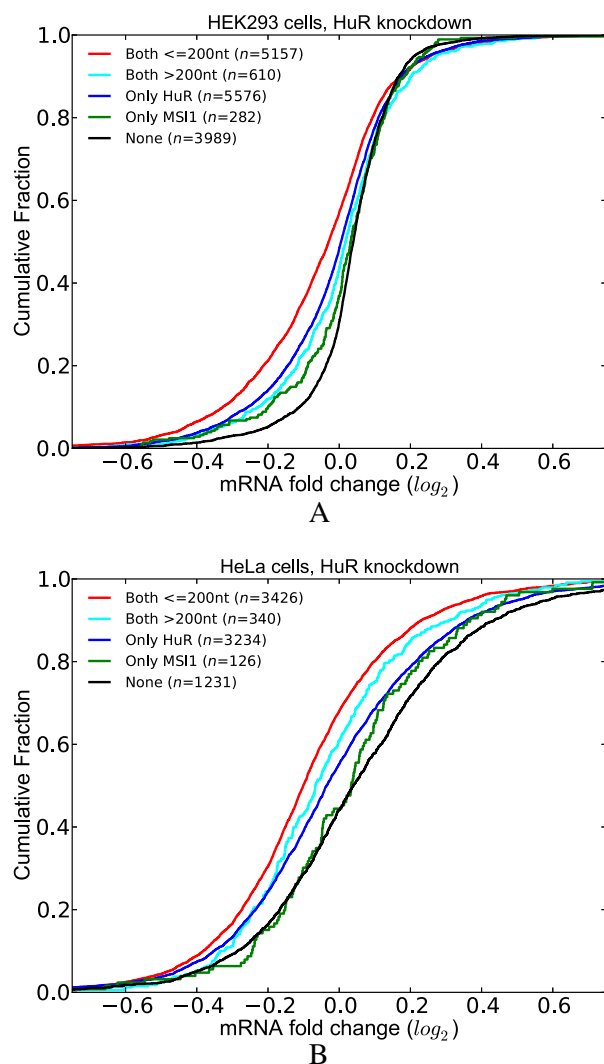 HEK293 cells, HuR knockdown
1.0
0.8
0.6
0.4
0.2
0.0
Cumulative Fraction
Both <=200nt (n=5157)
Both >200nt (n=610)
Only HuR (n=5576)
Only MSI1 (n=282)
None (n=3989)
−0.6 −0.4 −0.2 0.0 0.2 0.4 0.6
mRNA fold change (log2)
A
HeLa cells, HuR knockdown
1.0
0.8
0.6
0.4
0.2
0.0
Cumulative Fraction
Both <=200nt (n=3426)
Both >200nt (n=340)
Only HuR (n=3234)
Only MSI1 (n=126)
None (n=1231)
−0.6 −0.4 −0.2 0.0 0.2 0.4 0.6
mRNA fold change (log2)
B